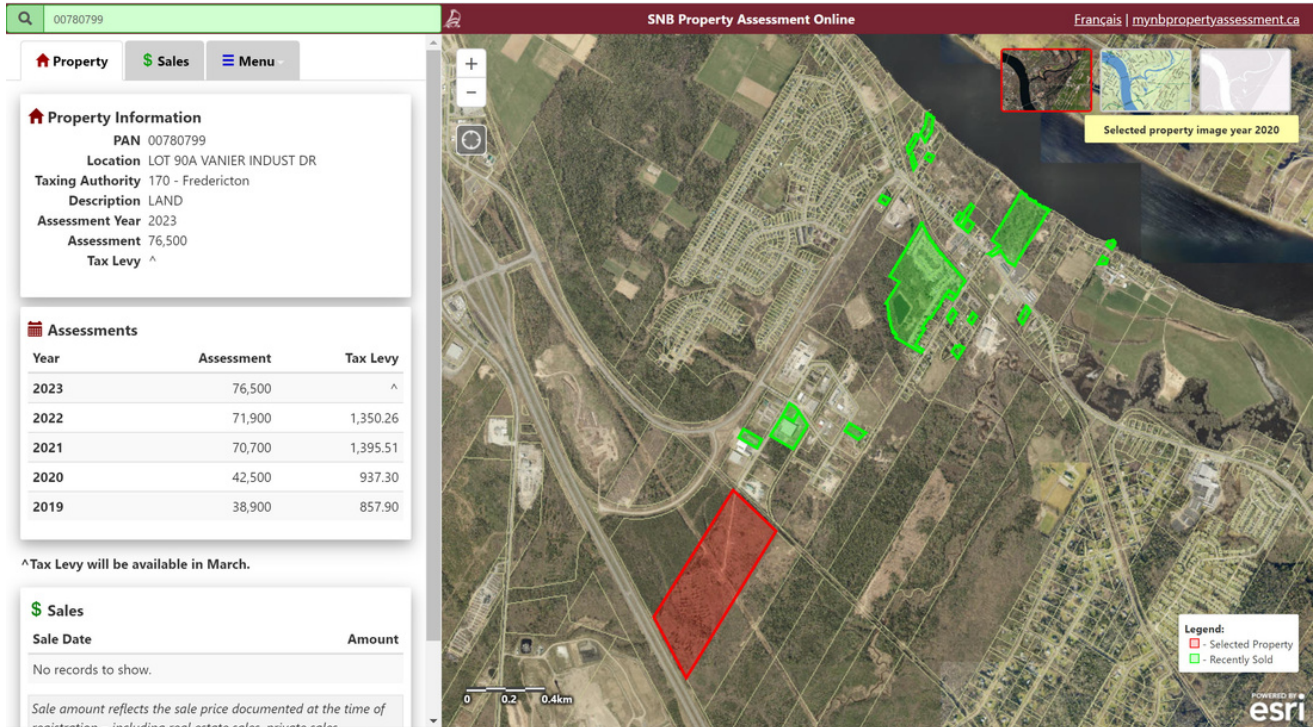 00780799
SNB Property Assessment Online
Français | mynbpropertyassessment.ca
Property
$ Sales
Menu
Property Information
PAN 00780799
Location LOT 90A VANIER INDUST DR
Taxing Authority 170 - Fredericton
Description LAND
Assessment Year 2023
Assessment 76,500
Tax Levy ^
Assessments
Year Assessment Tax Levy
2023 76,500 ^
2022 71,900 1,350.26
2021 70,700 1,395.51
2020 42,500 937.30
2019 38,900 857.90
^Tax Levy will be available in March.
$ Sales
Sale Date Amount
No records to show.
Sale amount reflects the sale price documented at the time of
+
−
Selected property image year 2020
Legend:
- Selected Property
- Recently Sold
0 0.2 0.4km
POWERED BY
esri